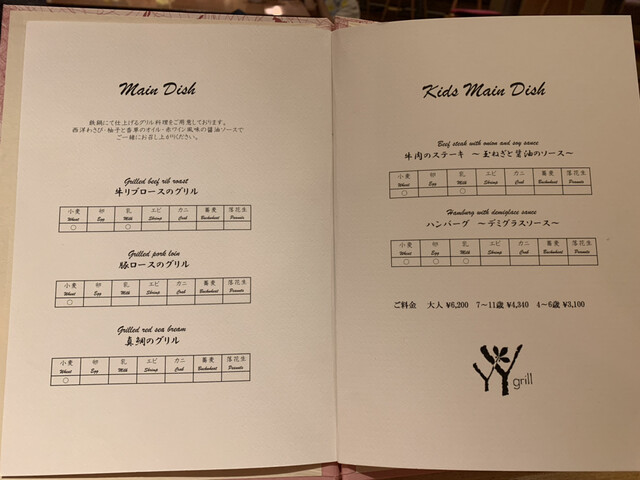 Main Dish
鉄鍋にて仕上げるグリル料理をご用意しております。
西洋わさび・柚子と香草のオイル・赤ワイン風味の醤油ソースで
ご一緒にお召し上がりください。
Grilled beef rib roast
牛リブロースのグリル
小麦 卵 乳 エビ カニ 蕎麦 落花生
Wheat Egg Milk Shrimp Crab Buckwheat Peanuts
○ ○
Grilled pork loin
豚ロースのグリル
小麦 卵 乳 エビ カニ 蕎麦 落花生
Wheat Egg Milk Shrimp Crab Buckwheat Peanuts
○
Grilled red sea bream
真鯛のグリル
小麦 卵 乳 エビ カニ 蕎麦 落花生
Wheat Egg Milk Shrimp Crab Buckwheat Peanuts
○
Kids Main Dish
Beef steak with onion and soy sauce
牛肉のステーキ ～玉ねぎと醤油のソース～
小麦 卵 乳 エビ カニ 蕎麦 落花生
Wheat Egg Milk Shrimp Crab Buckwheat Peanuts
○ ○
Hamburg with demiglace sauce
ハンバーグ ～デミグラスソース～
小麦 卵 乳 エビ カニ 蕎麦 落花生
Wheat Egg Milk Shrimp Crab Buckwheat Peanuts
○ ○ ○
ご料金 大人 ¥6,200 7～11歳 ¥4,340 4～6歳 ¥3,100
YY grill